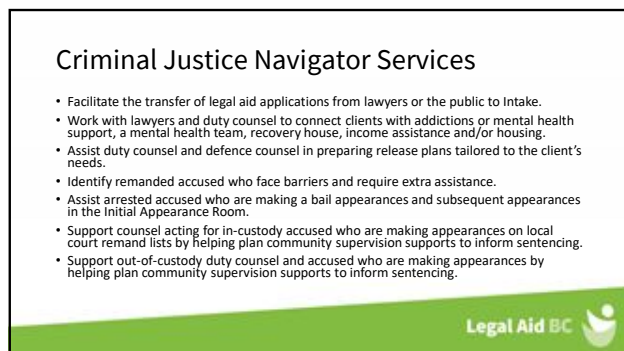 Criminal Justice Navigator Services
• Facilitate the transfer of legal aid applications from lawyers or the public to Intake.
• Work with lawyers and duty counsel to connect clients with addictions or mental health
support, a mental health team, recovery house, income assistance and/or housing.
• Assist duty counsel and defence counsel in preparing release plans tailored to the client's
needs.
• Identify remanded accused who face barriers and require extra assistance.
• Assist arrested accused who are making a bail appearances and subsequent appearances
in the Initial Appearance Room.
• Support counsel acting for in-custody accused who are making appearances on local
court remand lists by helping plan community supervision supports to inform sentencing.
• Support out-of-custody duty counsel and accused who are making appearances by
helping plan community supervision supports to inform sentencing.
Legal Aid BC